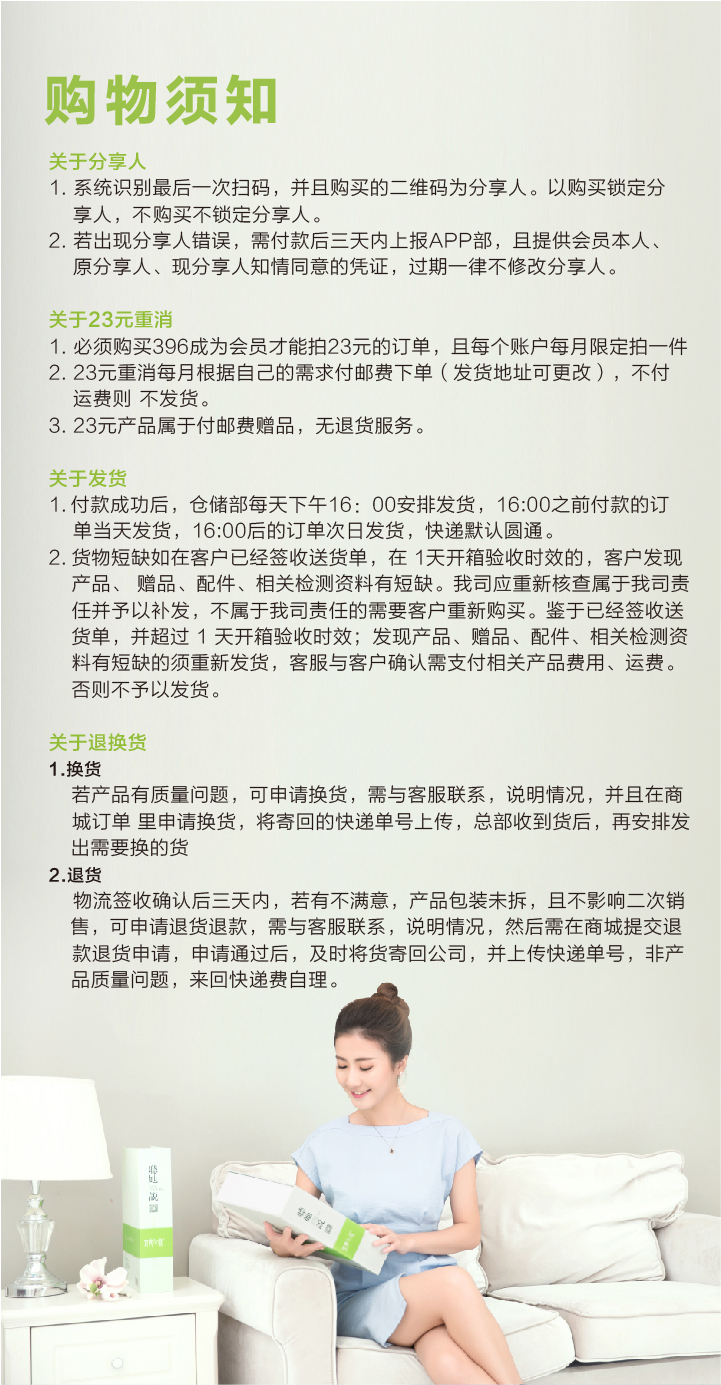 购物须知
关于分享人
1. 系统识别最后一次扫码，并且购买的二维码为分享人。以购买锁定分
享人，不购买不锁定分享人。
2. 若出现分享人错误，需付款后三天内上报APP部，且提供会员本人、
原分享人、现分享人知情同意的凭证，过期一律不修改分享人。
关于23元重消
1. 必须购买396成为会员才能拍23元的订单，且每个账户每月限定拍一件
2. 23元重消每月根据自己的需求付邮费下单（发货地址可更改），不付
运费则 不发货。
3. 23元产品属于付邮费赠品，无退货服务。
关于发货
1. 付款成功后，仓储部每天下午16：00安排发货，16:00之前付款的订
单当天发货，16:00后的订单次日发货，快递默认圆通。
2. 货物短缺如在客户已经签收送货单，在 1天开箱验收时效的，客户发现
产品、 赠品、配件、相关检测资料有短缺。我司应重新核查属于我司责
任并予以补发，不属于我司责任的需要客户重新购买。鉴于已经签收送
货单，并超过 1 天开箱验收时效；发现产品、赠品、配件、相关检测资
料有短缺的须重新发货，客服与客户确认需支付相关产品费用、运费。
否则不予以发货。
关于退换货
1.换货
若产品有质量问题，可申请换货，需与客服联系，说明情况，并且在商
城订单 里申请换货，将寄回的快递单号上传，总部收到货后，再安排发
出需要换的货
2.退货
物流签收确认后三天内，若有不满意，产品包装未拆，且不影响二次销
售，可申请退货退款，需与客服联系，说明情况，然后需在商城提交退
款退货申请，申请通过后，及时将货寄回公司，并上传快递单号，非产
品质量问题，来回快递费自理。